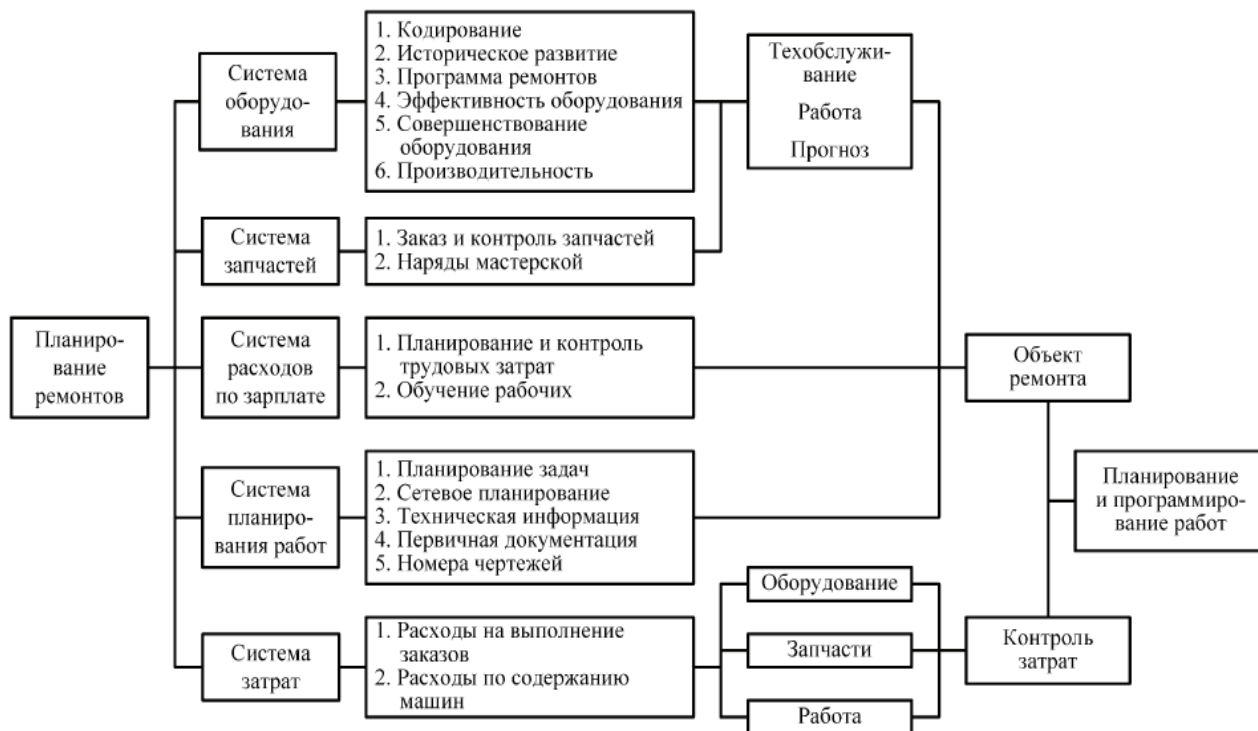 Планиро-
вание
ремонтов
Система
оборудо-
вания
1. Кодирование
2. Историческое развитие
3. Программа ремонтов
4. Эффективность оборудования
5. Совершенствование
оборудования
6. Производительность
Техобслужи-
вание
Работа
Прогноз
Система
запчастей
1. Заказ и контроль запчастей
2. Наряды мастерской
Система
расходов
по зарплате
1. Планирование и контроль
трудовых затрат
2. Обучение рабочих
Система
планиро-
вания работ
1. Планирование задач
2. Сетевое планирование
3. Техническая информация
4. Первичная документация
5. Номера чертежей
Система
затрат
1. Расходы на выполнение
заказов
2. Расходы по содержанию
машин
Оборудование
Запчасти
Работа
Объект
ремонта
Контроль
затрат
Планирование
и программиро-
вание работ